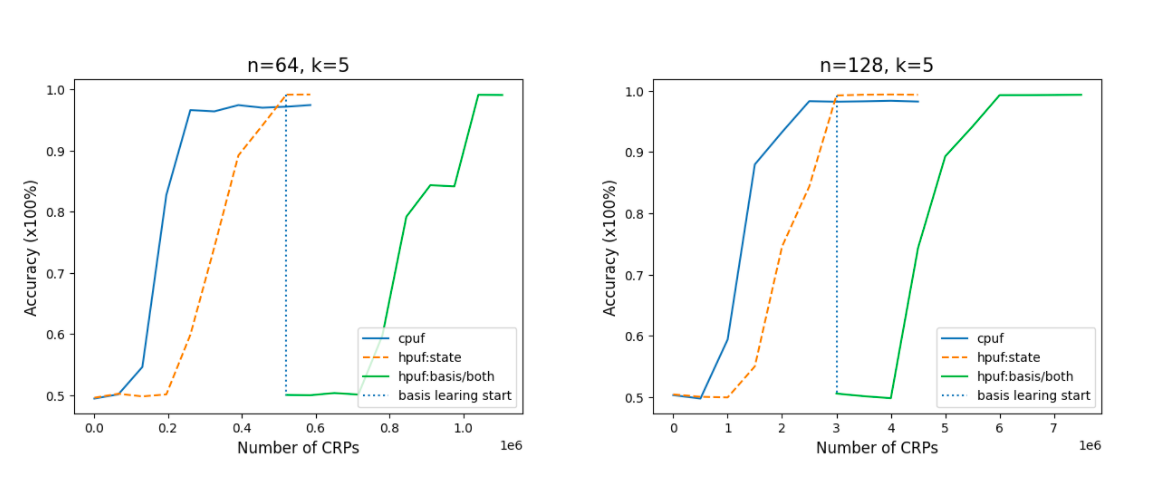 n=64, k=5
1.0
0.9
0.8
0.7
0.6
0.5
Accuracy (x100%)
cpuf
hpuf:state
hpuf:basis/both
basis learing start
0.0 0.2 0.4 0.6 0.8 1.0
1e6
Number of CRPs
n=128, k=5
1.0
0.9
0.8
0.7
0.6
0.5
Accuracy (x100%)
cpuf
hpuf:state
hpuf:basis/both
basis learing start
0 1 2 3 4 5 6 7
1e6
Number of CRPs